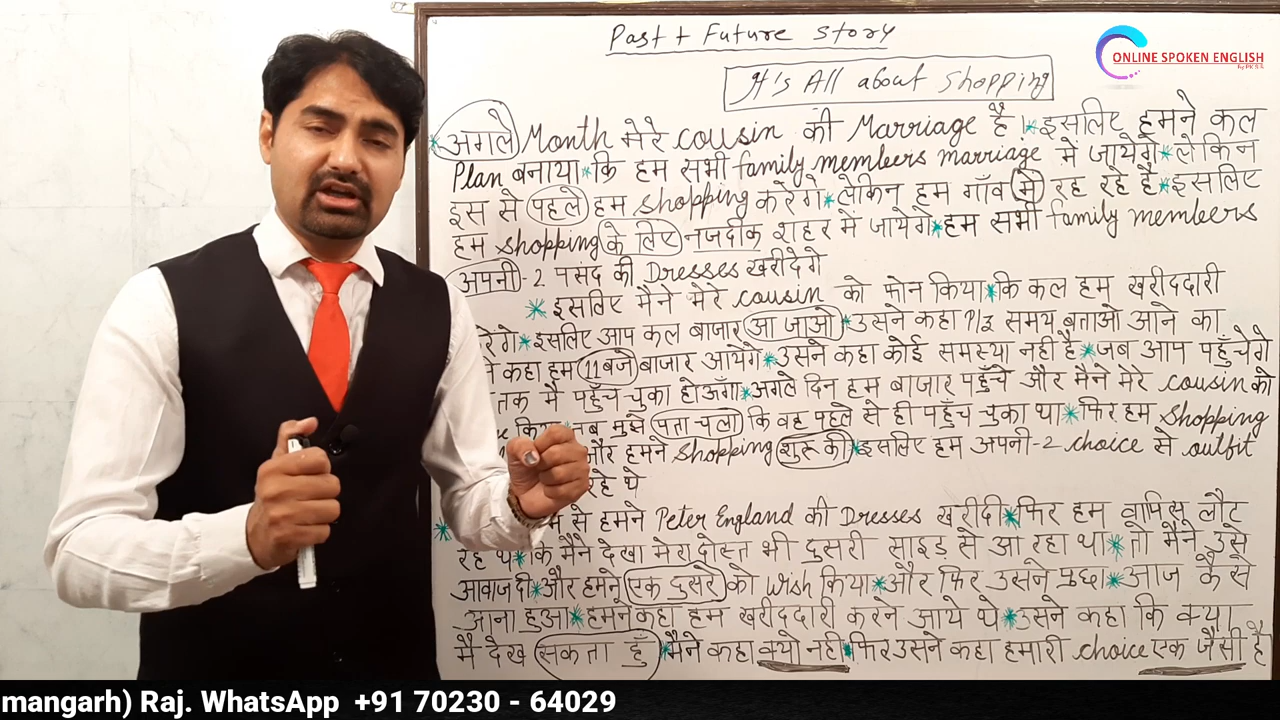 Past + Future Story
ONLINE SPOKEN ENGLISH
It's All about Shopping
* अगले Month मेरे cousin की Marriage है।* इसलिए हमने कल
Plan बनाया * कि हम सभी family members marriage में जायेंगे * लेकिन
इस से पहले हम shopping करेंगे * लेकिन हम गाँव में रह रहे है * इसलिए
हम shopping के लिए नजदीक शहर में जायेगे * हम सभी family members
अपनी-2 पसंद की Dresses खरीदेंगे
* इसलिए मैने मेरे cousin को फोन किया * कि कल हम खरीददारी
रेंगे * इसलिए आप कल बाजार आ जाओ * उसने कहा Plz समय बताओ आने का
कहा हम 11 बजे बाजार आयेंगे * उसने कहा कोई समस्या नही है * जब आप पहुँचेंगे
तक मैं पहुँच चुका होऊँगा * अगले दिन हम बाजार पहुँचे और मैने मेरे cousin को
मुझे पता चला कि वह पहले से ही पहुँच चुका था * फिर हम shopping
और हमने shopping शुरू की * इसलिए हम अपनी-2 choice से outfit
रहे थे
* से हमने Peter England की Dresses खरीदी * फिर हम वापिस लौट
रहे थे * कि मैंने देखा मेरा दोस्त भी दुसरी साइड से आ रहा था * तो मैंने उसे
आवाज दी * और हमने एक दुसरे को wish किया * और फिर उसने पुछा * आज कैसे
आना हुआ * हमने कहा हम खरीददारी करने आये थे * उसने कहा कि क्या
मै देख सकता हुँ * मैंने कहा क्यो नही * फिर उसने कहा हमारी choice एक जैसी है
mangarh) Raj. WhatsApp +91 70230 - 64029